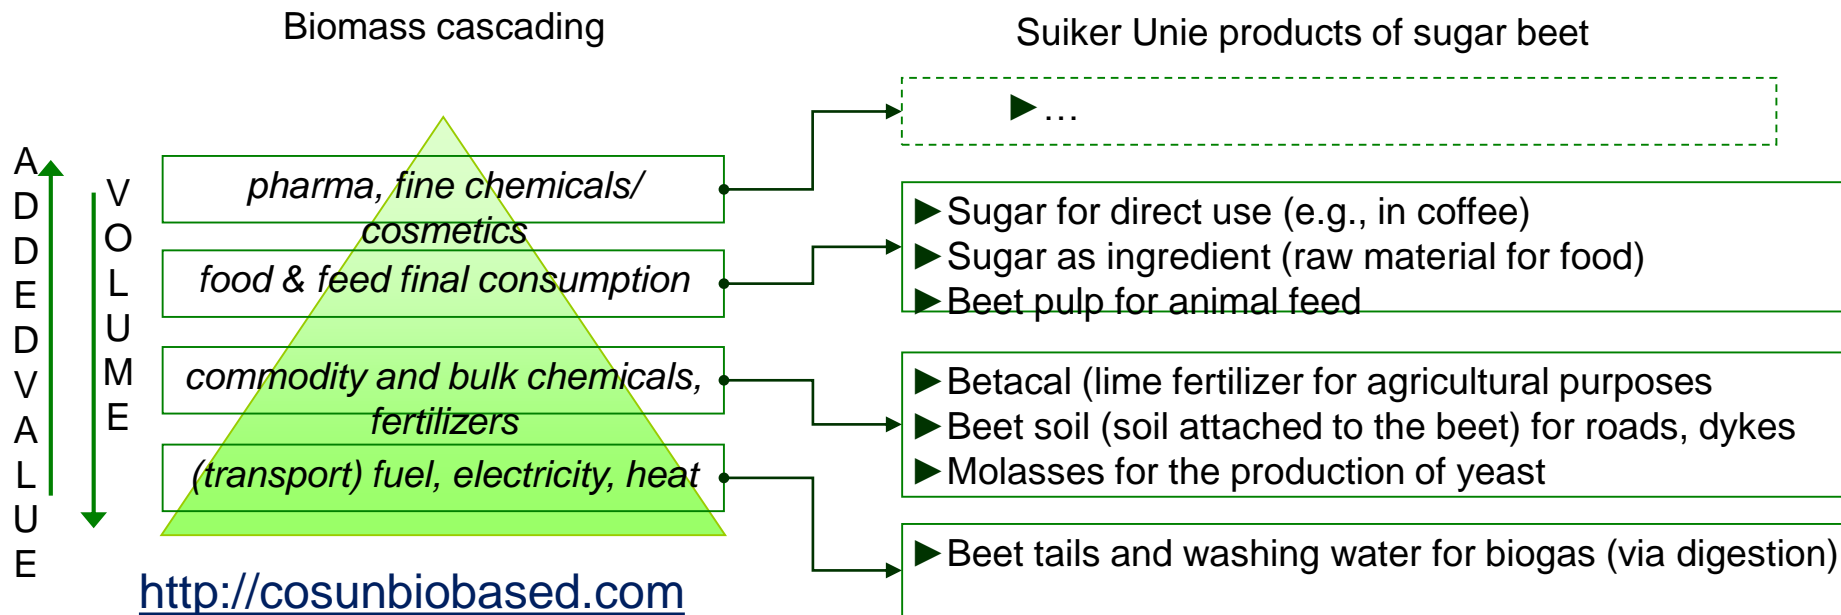 Biomass cascading
Suiker Unie products of sugar beet
ADDED VALUE
VOLUME
pharma, fine chemicals/
cosmetics
food & feed final consumption
commodity and bulk chemicals,
fertilizers
(transport) fuel, electricity, heat
http://cosunbiobased.com
►...
►Sugar for direct use (e.g., in coffee)
►Sugar as ingredient (raw material for food)
►Beet pulp for animal feed
►Betacal (lime fertilizer for agricultural purposes
►Beet soil (soil attached to the beet) for roads, dykes
►Molasses for the production of yeast
►Beet tails and washing water for biogas (via digestion)